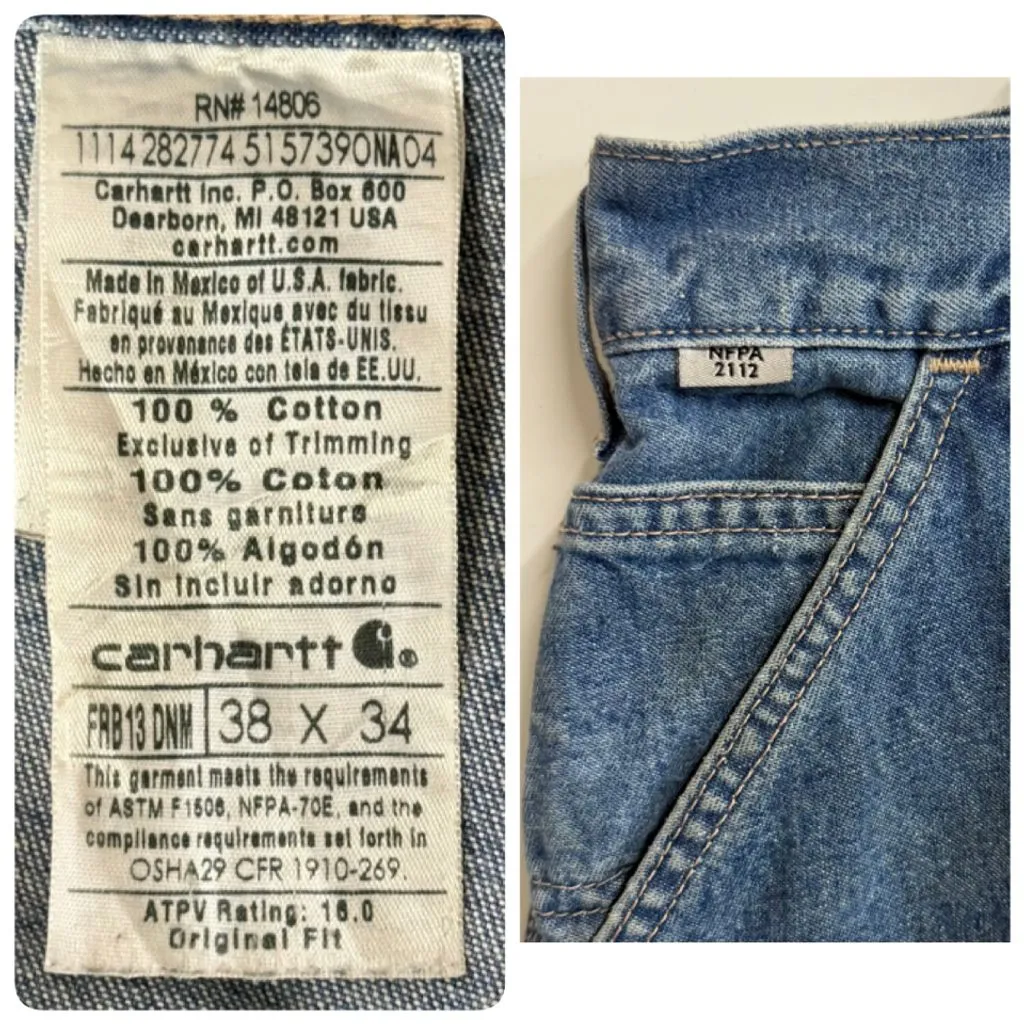 RN# 14806
1114 282774 5157390NA04
Carhartt Inc. P.O. Box 600
Dearborn, MI 48121 USA
carhartt.com
Made in Mexico of U.S.A. fabric.
Fabriqué au Mexique avec du tissu
en provenance des ÉTATS-UNIS.
Hecho en México con tela de EE.UU.
100 % Cotton
Exclusive of Trimming
100% Coton
Sans garniture
100% Algodón
Sin incluir adorno
carhartt ®
FRB13 DNM 38 X 34
This garment meets the requirements
of ASTM F1506, NFPA-70E, and the
compliance requirements set forth in
OSHA29 CFR 1910-269.
ATPV Rating: 16.0
Original Fit
NFPA
2112